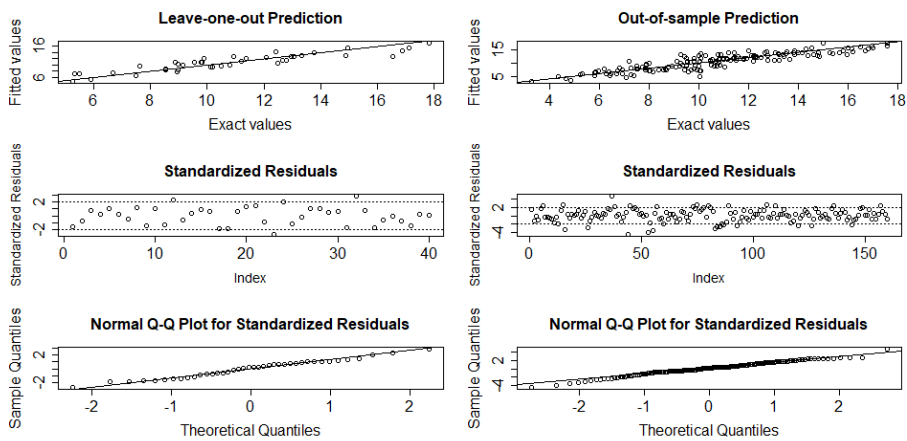 Leave-one-out Prediction
Fitted values
6
16
6 8 10 12 14 16 18
Exact values
Out-of-sample Prediction
Fitted values
5
15
4 6 8 10 12 14 16 18
Exact values
Standardized Residuals
Standardized Residuals
-2
2
0 10 20 30 40
Index
Standardized Residuals
Standardized Residuals
-4
2
0 50 100 150
Index
Normal Q-Q Plot for Standardized Residuals
Sample Quantiles
-2
2
-2 -1 0 1 2
Theoretical Quantiles
Normal Q-Q Plot for Standardized Residuals
Sample Quantiles
-4
2
-2 -1 0 1 2
Theoretical Quantiles